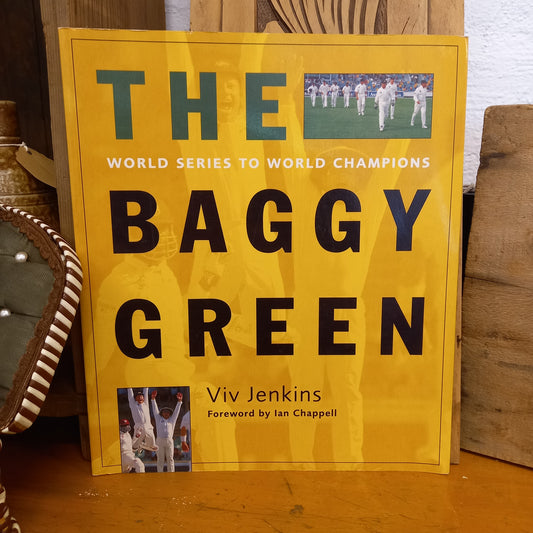 THE
WORLD SERIES TO WORLD CHAMPIONS
BAGGY
GREEN
Viv Jenkins
Foreword by Ian Chappell